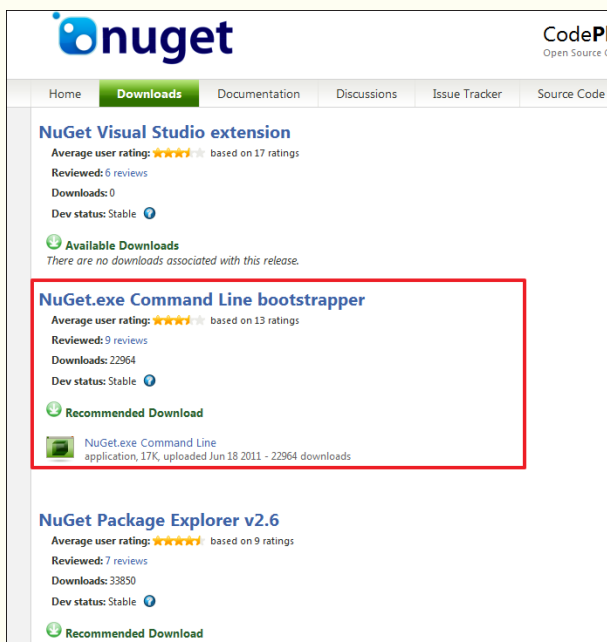 nuget
CodePl
Open Source
Home Downloads Documentation Discussions Issue Tracker Source Code
NuGet Visual Studio extension
Average user rating: based on 17 ratings
Reviewed: 6 reviews
Downloads: 0
Dev status: Stable
Available Downloads
There are no downloads associated with this release.
NuGet.exe Command Line bootstrapper
Average user rating: based on 13 ratings
Reviewed: 9 reviews
Downloads: 22964
Dev status: Stable
Recommended Download
NuGet.exe Command Line
application, 17K, uploaded Jun 18 2011 - 22964 downloads
NuGet Package Explorer v2.6
Average user rating: based on 9 ratings
Reviewed: 7 reviews
Downloads: 33850
Dev status: Stable
Recommended Download